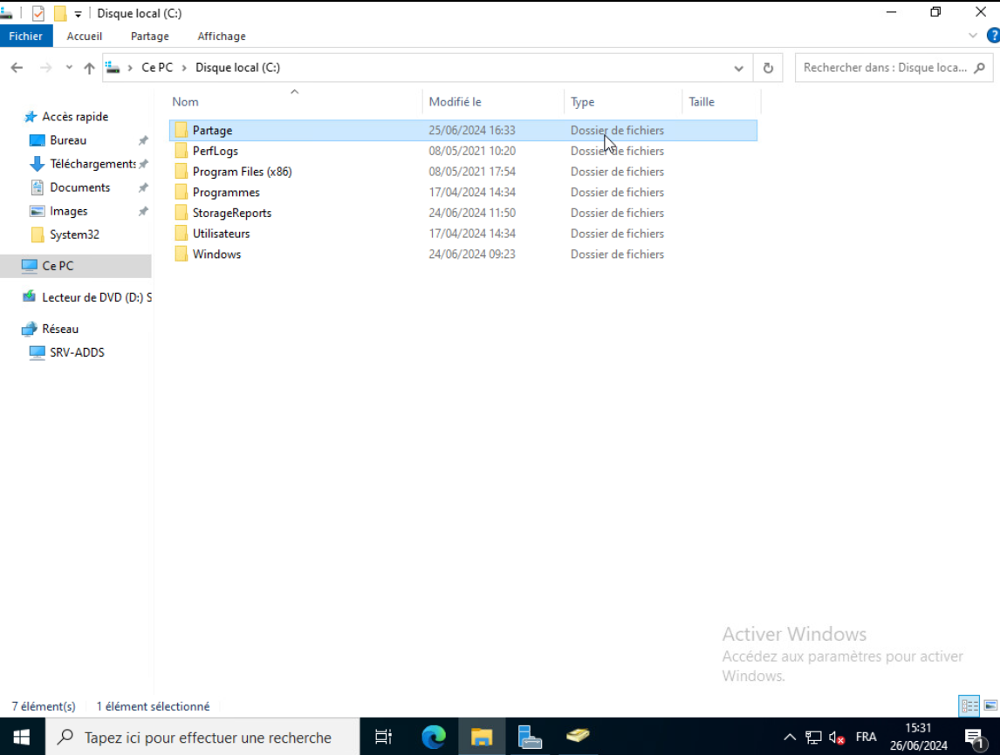 Disque local (C:)
Fichier Accueil Partage Affichage
Ce PC Disque local (C:) Rechercher dans : Disque loca...
Nom Modifié le Type Taille
Accès rapide
Bureau
Téléchargements
Documents
Images
System32
Ce PC
Lecteur de DVD (D:) S
Réseau
SRV-ADDS
Partage 25/06/2024 16:33 Dossier de fichiers
PerfLogs 08/05/2021 10:20 Dossier de fichiers
Program Files (x86) 08/05/2021 17:54 Dossier de fichiers
Programmes 17/04/2024 14:34 Dossier de fichiers
StorageReports 24/06/2024 11:50 Dossier de fichiers
Utilisateurs 17/04/2024 14:34 Dossier de fichiers
Windows 24/06/2024 09:23 Dossier de fichiers
Activer Windows
Accédez aux paramètres pour activer
Windows.
7 élément(s) 1 élément sélectionné
Tapez ici pour effectuer une recherche
FRA
15:31
26/06/2024
1